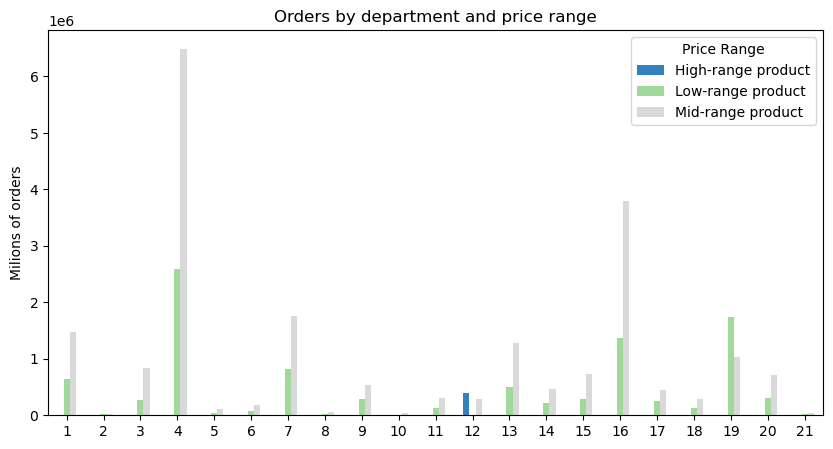 Orders by department and price range
1e6
Price Range
High-range product
Low-range product
Mid-range product
Milions of orders
6
5
4
3
2
1
0
1 2 3 4 5 6 7 8 9 10 11 12 13 14 15 16 17 18 19 20 21